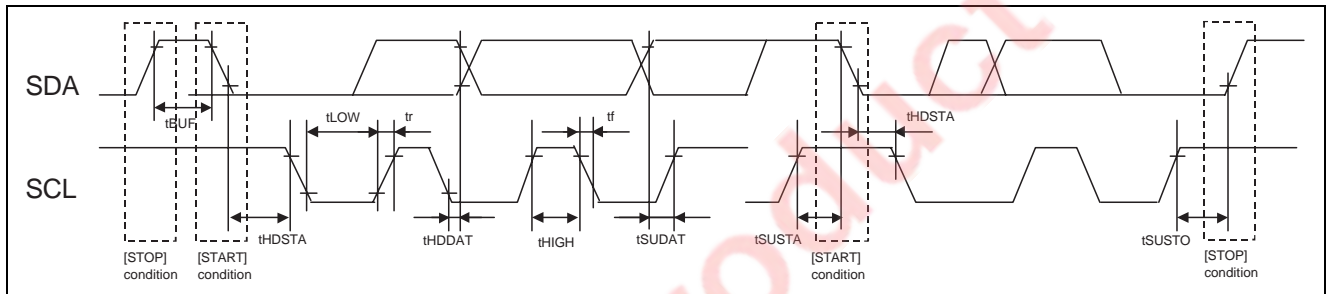 SDA
tBUF
tLOW
tr
tf
tHDSTA
SCL
tHDSTA
tHDDAT
tHIGH
tSUDAT
tSUSTA
tSUSTO
[STOP]
condition
[START]
condition
[START]
condition
[STOP]
condition
oduct